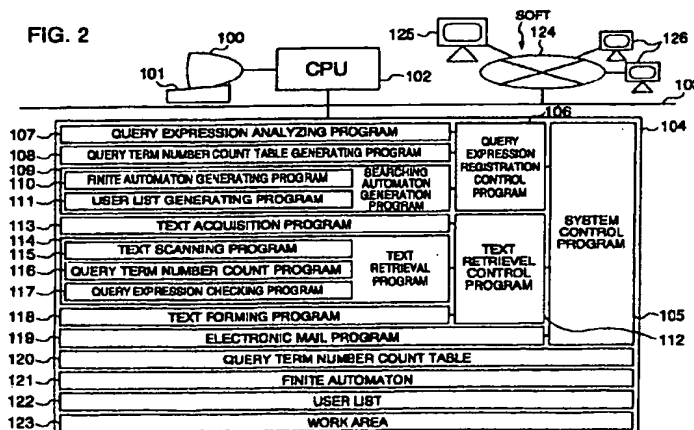 FIG. 2
100
101
CPU
102
125
SOFT
124
126
103
106
104
107
QUERY EXPRESSION ANALYZING PROGRAM
108
QUERY TERM NUMBER COUNT TABLE GENERATING PROGRAM
109
110
FINITE AUTOMATON GENERATING PROGRAM
111
USER LIST GENERATING PROGRAM
SEARCHING
AUTOMATON
GENERATION
PROGRAM
QUERY
EXPRESSION
REGISTRATION
CONTROL
PROGRAM
113
TEXT ACQUISITION PROGRAM
114
115
TEXT SCANNING PROGRAM
116
QUERY TERM NUMBER COUNT PROGRAM
117
QUERY EXPRESSION CHECKING PROGRAM
TEXT
RETRIEVAL
PROGRAM
TEXT
RETRIEVEL
CONTROL
PROGRAM
SYSTEM
CONTROL
PROGRAM
118
TEXT FORMING PROGRAM
105
119
ELECTRONIC MAIL PROGRAM
112
120
QUERY TERM NUMBER COUNT TABLE
121
FINITE AUTOMATON
122
USER LIST
123
WORK AREA